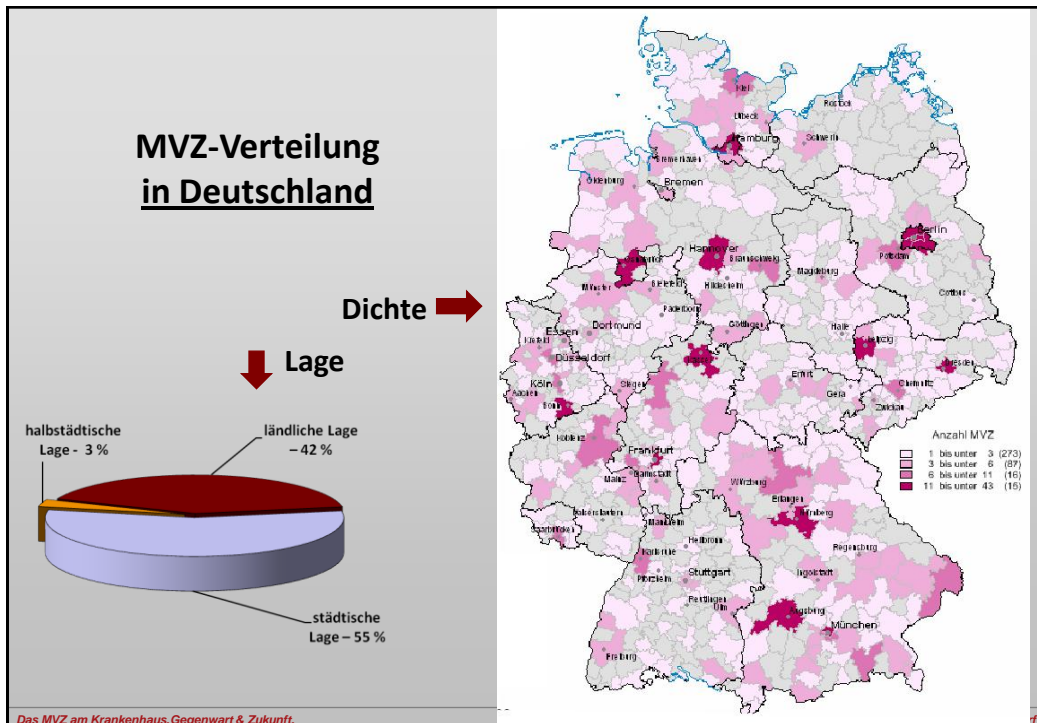 MVZ-Verteilung
in Deutschland
Dichte
Lage
halbstädtische
Lage - 3 %
ländliche Lage
– 42 %
städtische
Lage – 55 %
Kiel
Lübeck
Rostock
Hamburg
Schwerin
Bremerhaven
Oldenburg
Bremen
Berlin
Hannover
Potsdam
Osnabrück
Braunschweig
Magdeburg
Münster
Bielefeld
Hildesheim
Cottbus
Paderborn
Essen
Dortmund
Göttingen
Halle
Leipzig
Krefeld
Düsseldorf
Kassel
Dresden
Köln
Siegen
Erfurt
Chemnitz
Aachen
Gera
Bonn
Zwickau
Koblenz
Frankfurt
Mainz
Darmstadt
Würzburg
Erlangen
Kaiserslautern
Mannheim
Nürnberg
Saarbrücken
Heilbronn
Regensburg
Karlsruhe
Pforzheim
Stuttgart
Ingolstadt
Reutlingen
Ulm
Augsburg
München
Freiburg
Anzahl MVZ
1 bis unter 3 (273)
3 bis unter 6 (87)
6 bis unter 11 (16)
11 bis unter 43 (16)
Das MVZ am Krankenhaus. Gegenwart & Zukunft.